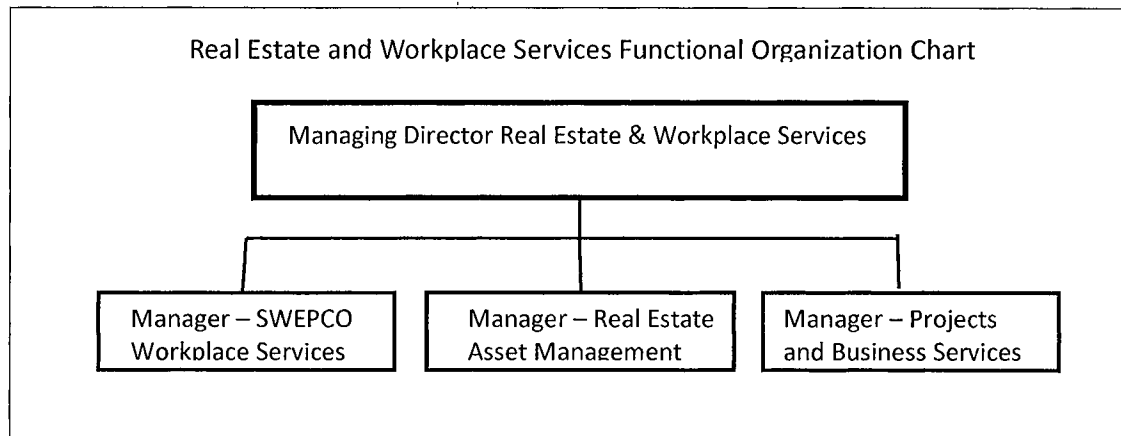 Real Estate and Workplace Services Functional Organization Chart
Managing Director Real Estate & Workplace Services
Manager – SWEPCO
Workplace Services
Manager – Real Estate
Asset Management
Manager – Projects
and Business Services